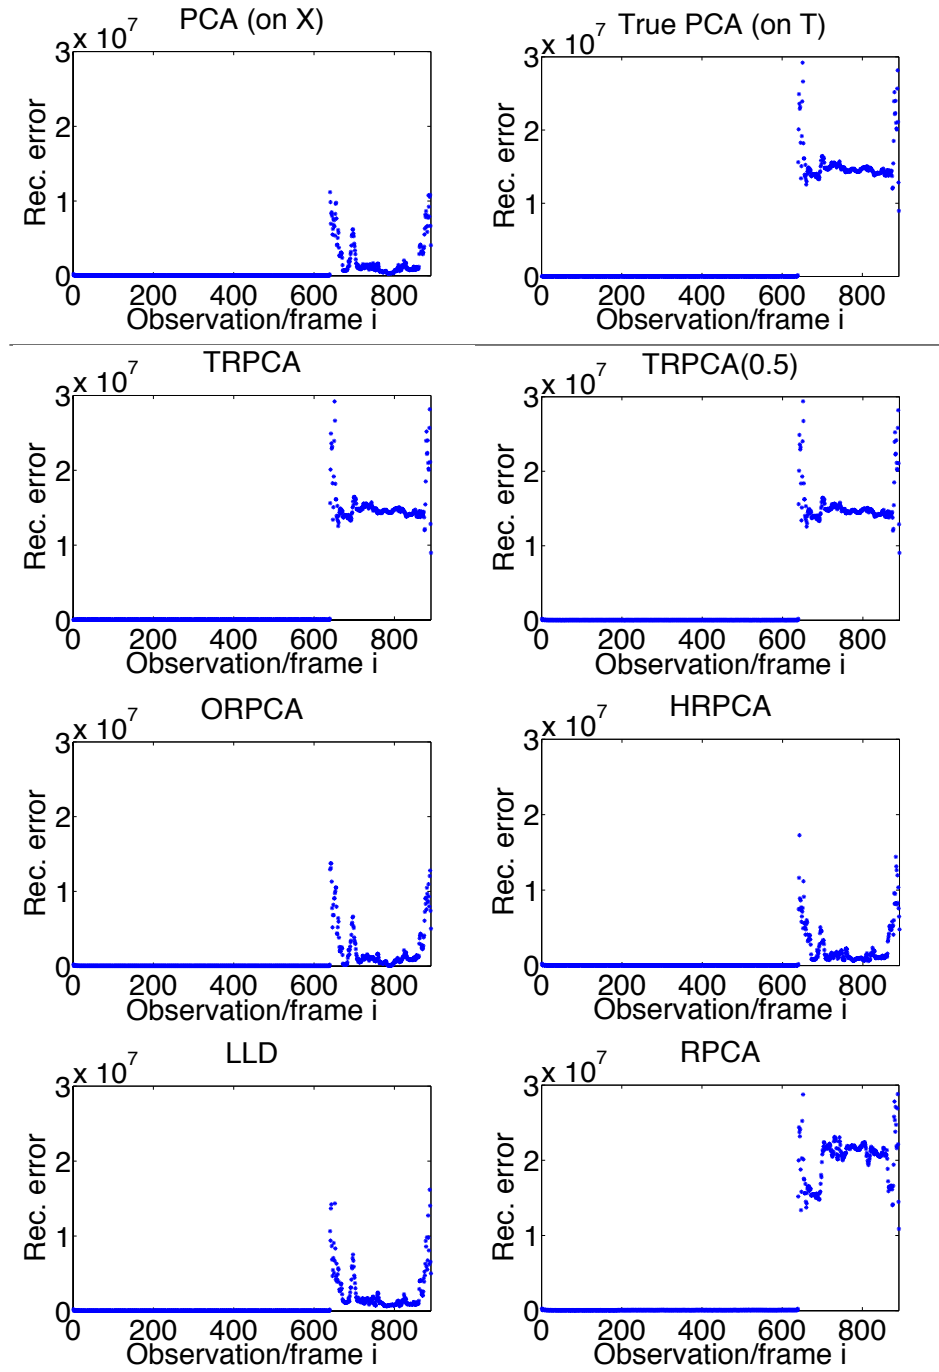 PCA (on X)
x 10^7
3
2
1
0
Rec. error
0 200 400 600 800
Observation/frame i
True PCA (on T)
x 10^7
3
2
1
0
Rec. error
0 200 400 600 800
Observation/frame i
TRPCA
x 10^7
3
2
1
0
Rec. error
0 200 400 600 800
Observation/frame i
TRPCA(0.5)
x 10^7
3
2
1
0
Rec. error
0 200 400 600 800
Observation/frame i
ORPCA
x 10^7
3
2
1
0
Rec. error
0 200 400 600 800
Observation/frame i
HRPCA
x 10^7
3
2
1
0
Rec. error
0 200 400 600 800
Observation/frame i
LLD
x 10^7
3
2
1
0
Rec. error
0 200 400 600 800
Observation/frame i
RPCA
x 10^7
3
2
1
0
Rec. error
0 200 400 600 800
Observation/frame i